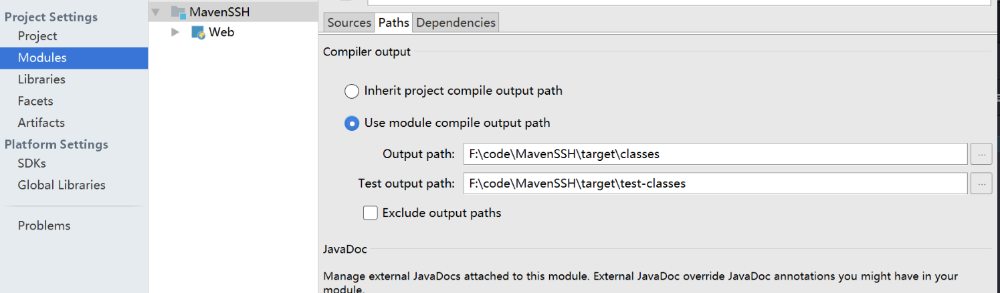 Project Settings
Project
Modules
Libraries
Facets
Artifacts
Platform Settings
SDKs
Global Libraries
Problems
MavenSSH
Web
Sources Paths Dependencies
Compiler output
Inherit project compile output path
Use module compile output path
Output path: F:\code\MavenSSH\target\classes ...
Test output path: F:\code\MavenSSH\target\test-classes ...
Exclude output paths
JavaDoc
Manage external JavaDocs attached to this module. External JavaDoc override JavaDoc annotations you might have in your
module.